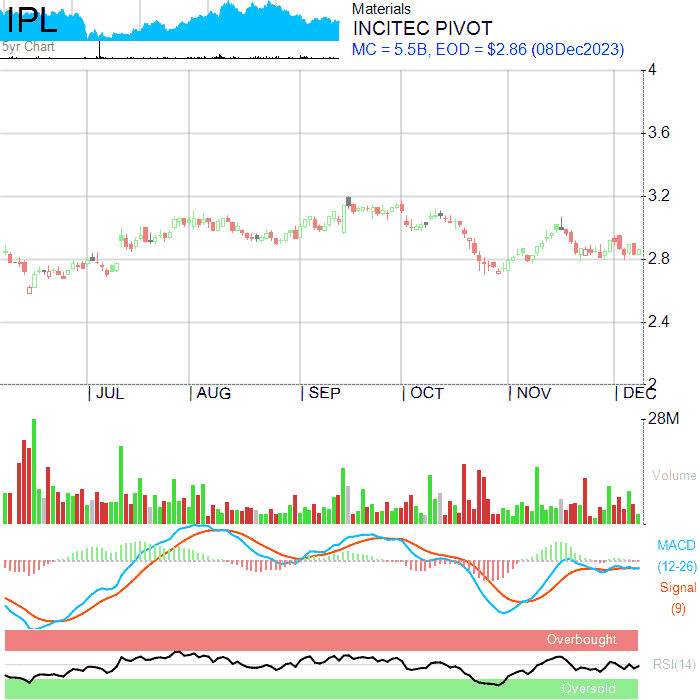 IPL
5yr Chart
Materials
INCITEC PIVOT
MC = 5.5B, EOD = $2.86 (08Dec2023)
4
3.6
3.2
2.8
2.4
2
JUL AUG SEP OCT NOV DEC
28M
Volume
MACD
(12-26)
Signal
(9)
Overbought
RSI(14)
Oversold